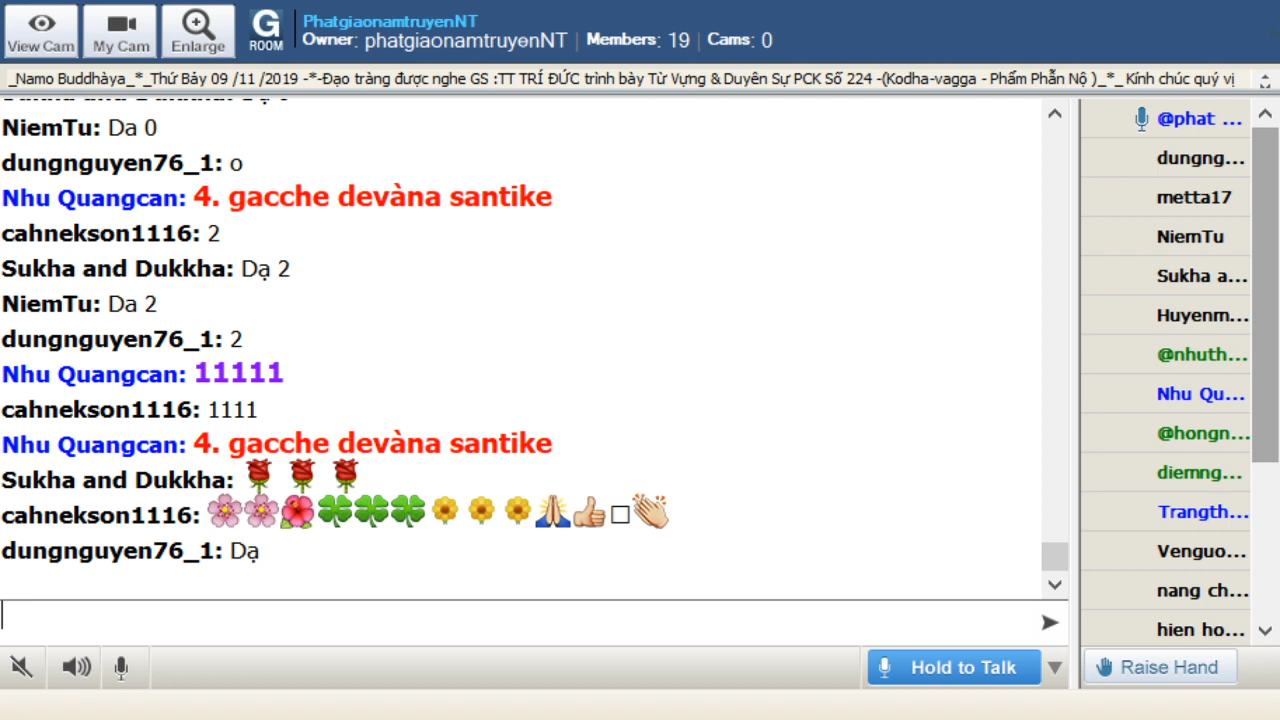 View Cam
My Cam
Enlarge
G
ROOM
PhatgiaonamtruyenNT
Owner: phatgiaonamtruyenNT | Members: 19 | Cams: 0
_Namo Buddhàya_*_Thứ Bảy 09 /11 /2019 -*-Đạo tràng được nghe GS :TT TRÍ ĐỨC trình bày Từ Vựng & Duyên Sự PCK Số 224 -(Kodha-vagga - Phẩm Phẫn Nộ )_*_ Kính chúc quý vị
NiemTu: Da 0
dungnguyen76_1: o
Nhu Quangcan: 4. gacche devàna santike
cahnekson1116: 2
Sukha and Dukkha: Dạ 2
NiemTu: Da 2
dungnguyen76_1: 2
Nhu Quangcan: 11111
cahnekson1116: 1111
Nhu Quangcan: 4. gacche devàna santike
Sukha and Dukkha: 🌹 🌹 🌹
cahnekson1116: 🌸🌸🌺🍀🍀🍀🌼🌼🌼🙏👍□👏
dungnguyen76_1: Dạ
@phat ...
dungng...
metta17
NiemTu
Sukha a...
Huyenm...
@nhuth...
Nhu Qu...
@hongn...
diemng...
Trangth...
Venguo...
nang ch...
hien ho...
Hold to Talk
Raise Hand